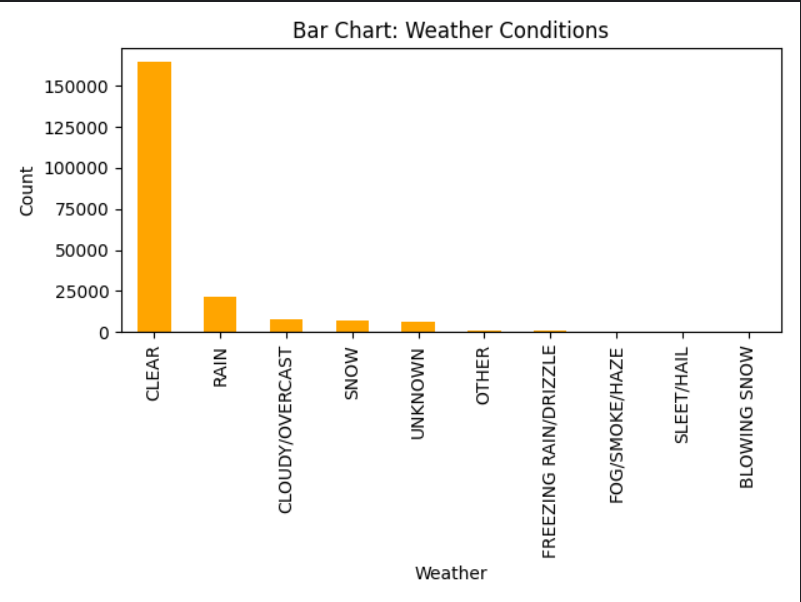 Bar Chart: Weather Conditions
150000
125000
100000
75000
50000
25000
0
Count
CLEAR
RAIN
CLOUDY/OVERCAST
SNOW
UNKNOWN
OTHER
FREEZING RAIN/DRIZZLE
FOG/SMOKE/HAZE
SLEET/HAIL
BLOWING SNOW
Weather